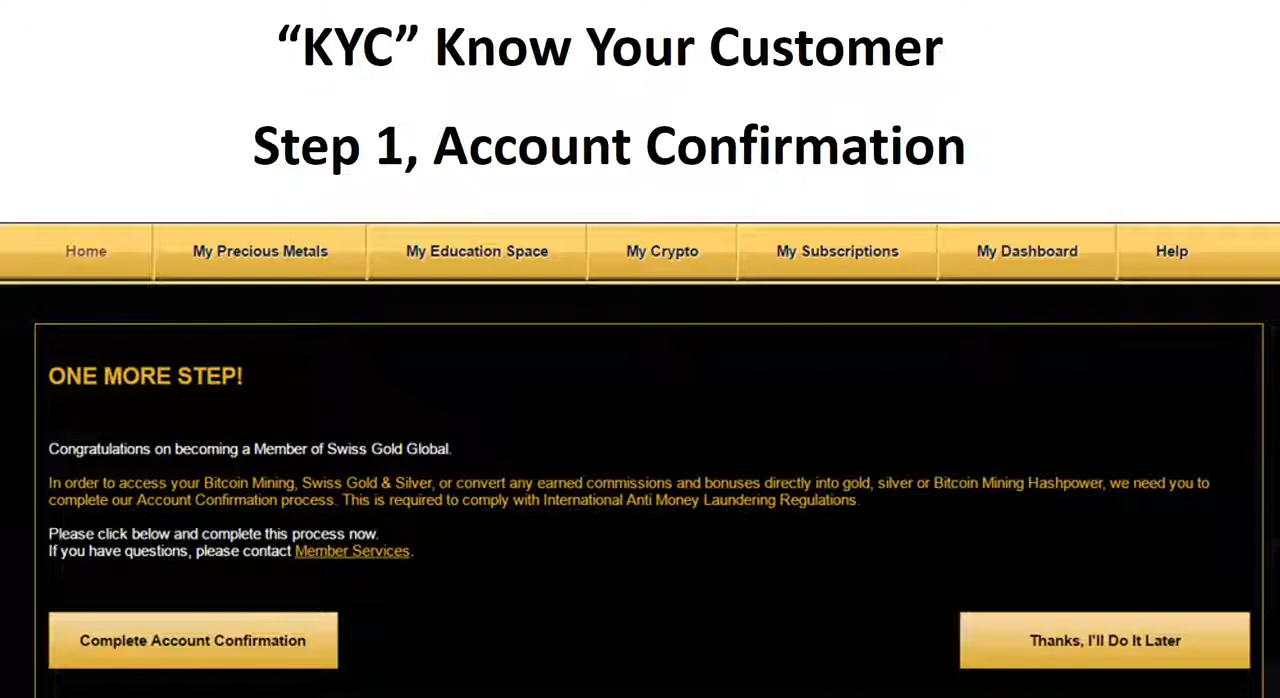 “KYC” Know Your Customer
Step 1, Account Confirmation
Home My Precious Metals My Education Space My Crypto My Subscriptions My Dashboard Help
ONE MORE STEP!
Congratulations on becoming a Member of Swiss Gold Global.
In order to access your Bitcoin Mining, Swiss Gold & Silver, or convert any earned commissions and bonuses directly into gold, silver or Bitcoin Mining Hashpower, we need you to
complete our Account Confirmation process. This is required to comply with International Anti Money Laundering Regulations.
Please click below and complete this process now.
If you have questions, please contact Member Services.
Complete Account Confirmation Thanks, I'll Do It Later